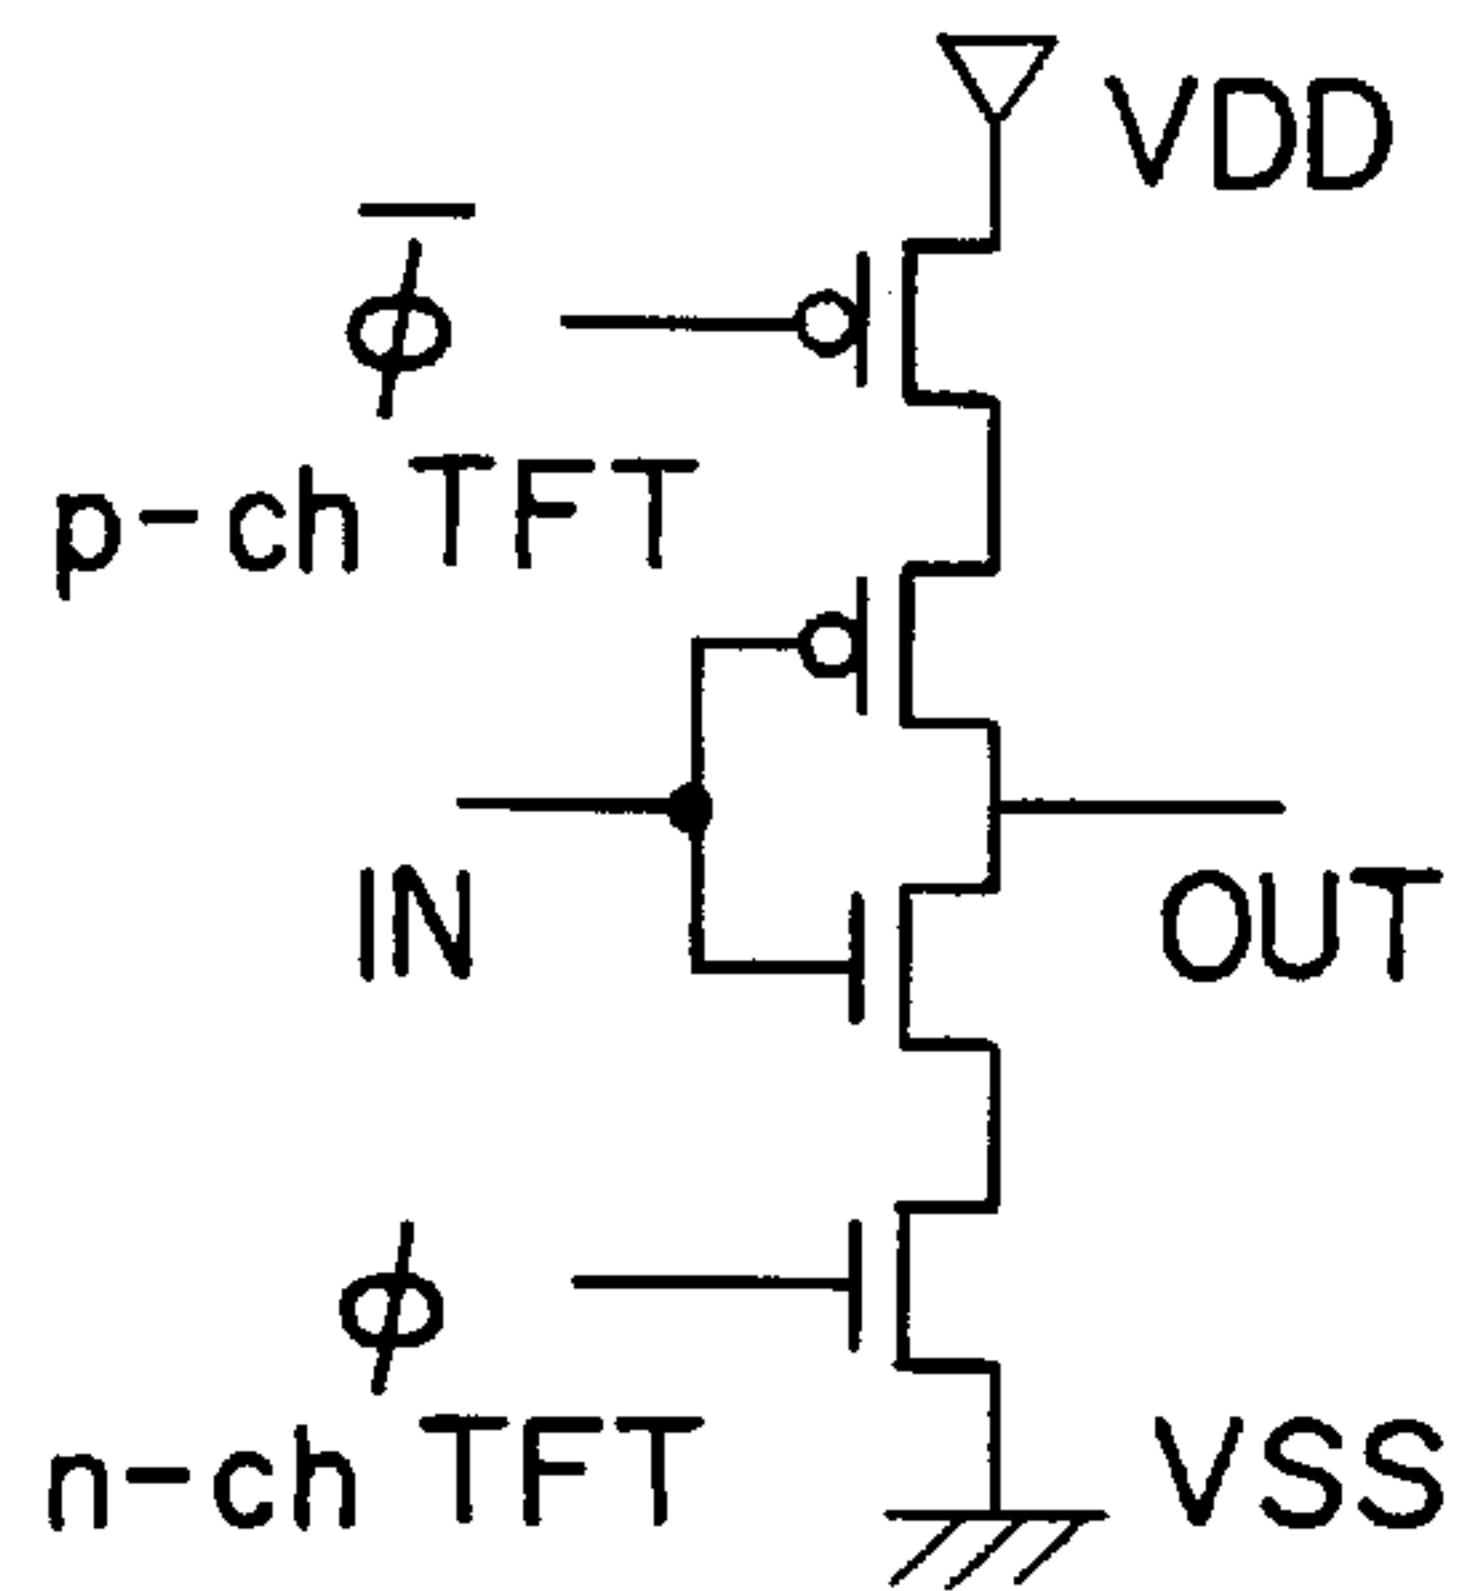 VDD
ϕ̅
p-ch TFT
IN
OUT
ϕ
n-ch TFT
VSS